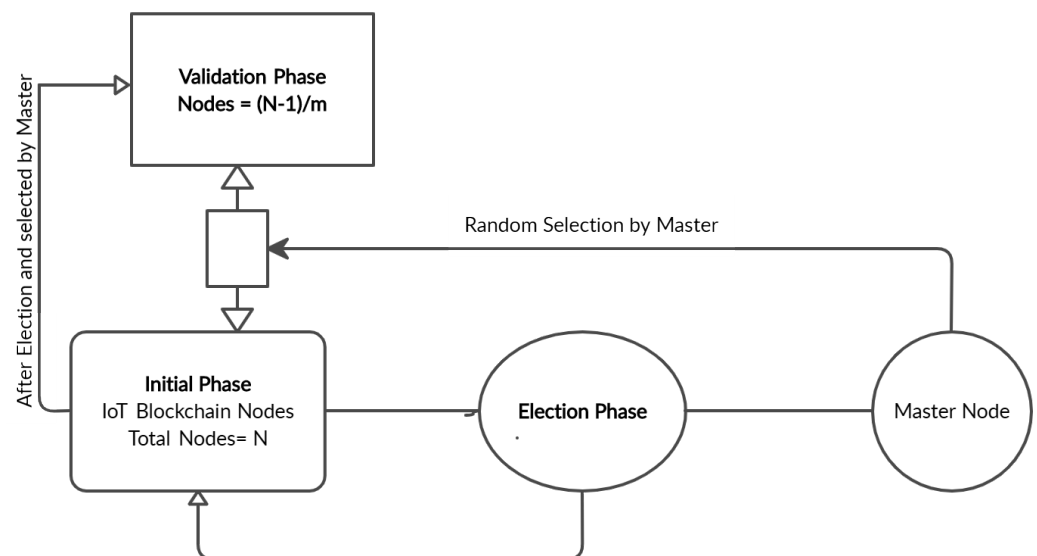 Validation Phase
Nodes = (N-1)/m
After Election and selected by Master
Random Selection by Master
Initial Phase
IoT Blockchain Nodes
Total Nodes= N
Election Phase
Master Node